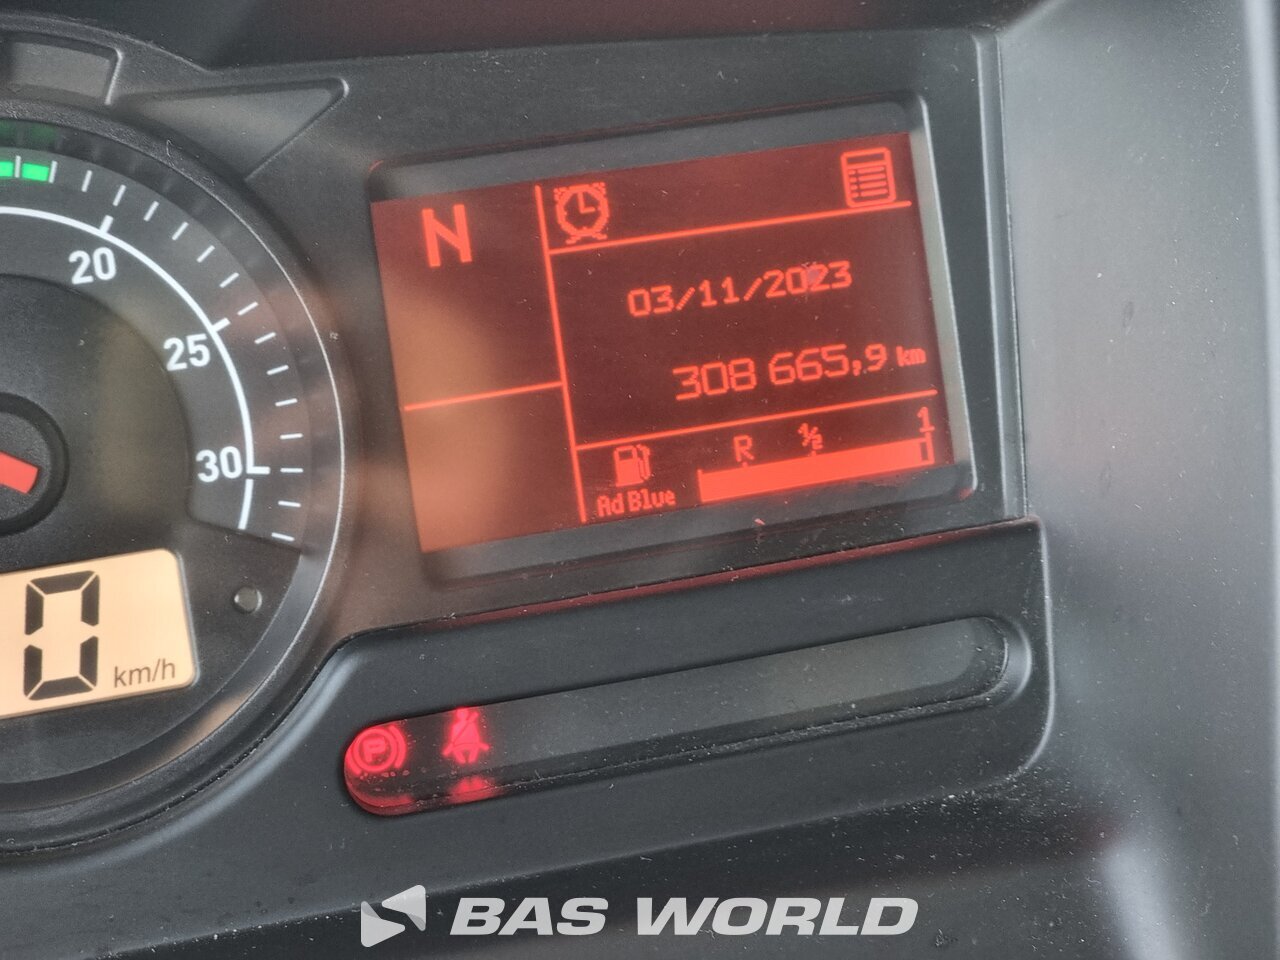 20
25
30
0 km/h
N
03/11/2023
308 665,9 km
R ½ 1
Ad Blue
P
BAS WORLD